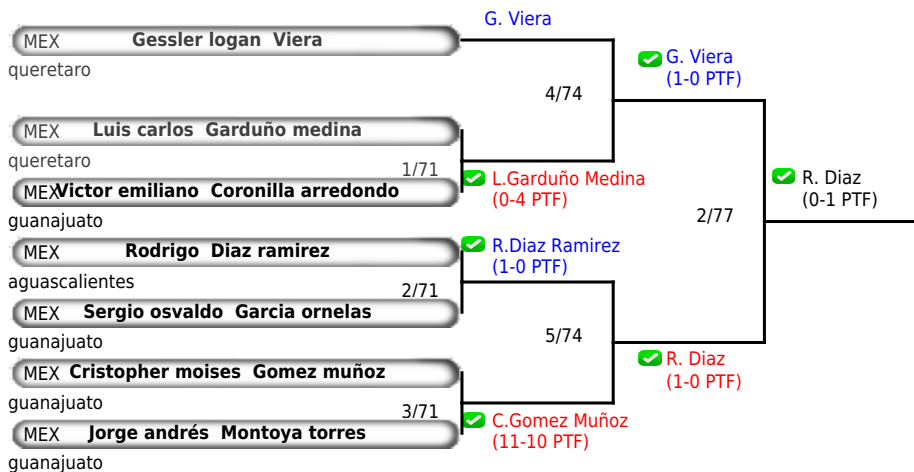 G. Viera
MEX Gessler logan Viera
queretaro
G. Viera
(1-0 PTF)
4/74
MEX Luis carlos Garduño medina
queretaro
1/71
L.Garduño Medina
(0-4 PTF)
MEX Victor emiliano Coronilla arredondo
guanajuato
R. Diaz
(0-1 PTF)
2/77
MEX Rodrigo Diaz ramirez
aguascalientes
R.Diaz Ramirez
(1-0 PTF)
2/71
MEX Sergio osvaldo Garcia ornelas
guanajuato
5/74
R. Diaz
(1-0 PTF)
MEX Cristopher moises Gomez muñoz
guanajuato
3/71
C.Gomez Muñoz
(11-10 PTF)
MEX Jorge andrés Montoya torres
guanajuato